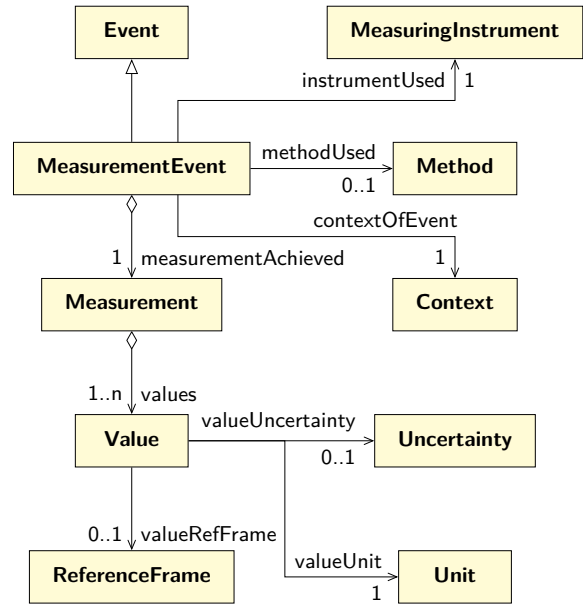 Event
MeasuringInstrument
instrumentUsed
1
MeasurementEvent
methodUsed
0..1
Method
contextOfEvent
1
1
measurementAchieved
Measurement
Context
1..n
values
Value
valueUncertainty
0..1
Uncertainty
0..1
valueRefFrame
valueUnit
1
ReferenceFrame
Unit